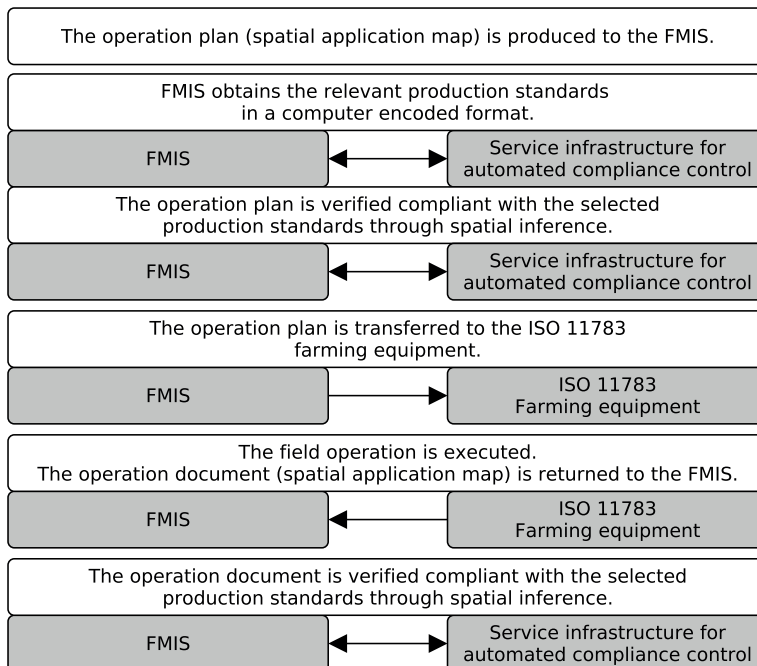 The operation plan (spatial application map) is produced to the FMIS.
FMIS obtains the relevant production standards
in a computer encoded format.
FMIS
Service infrastructure for
automated compliance control
The operation plan is verified compliant with the selected
production standards through spatial inference.
FMIS
Service infrastructure for
automated compliance control
The operation plan is transferred to the ISO 11783
farming equipment.
FMIS
ISO 11783
Farming equipment
The field operation is executed.
The operation document (spatial application map) is returned to the FMIS.
FMIS
ISO 11783
Farming equipment
The operation document is verified compliant with the selected
production standards through spatial inference.
FMIS
Service infrastructure for
automated compliance control